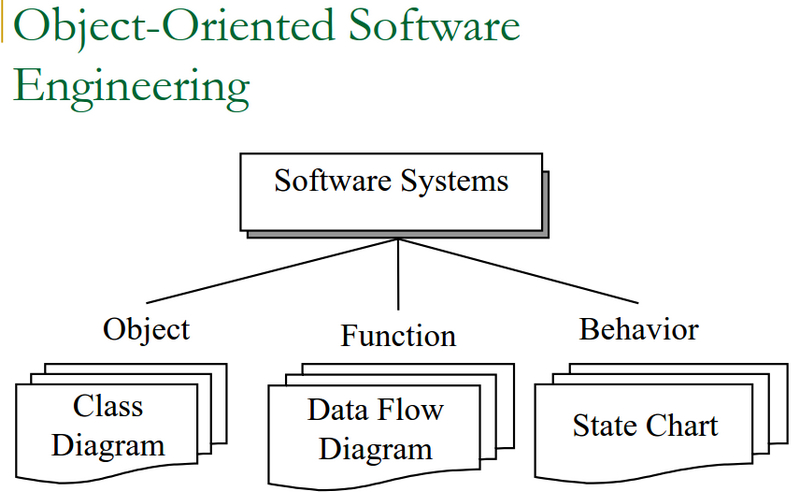 Object-Oriented Software
Engineering
Software Systems
Object
Function
Behavior
Class
Diagram
Data Flow
Diagram
State Chart